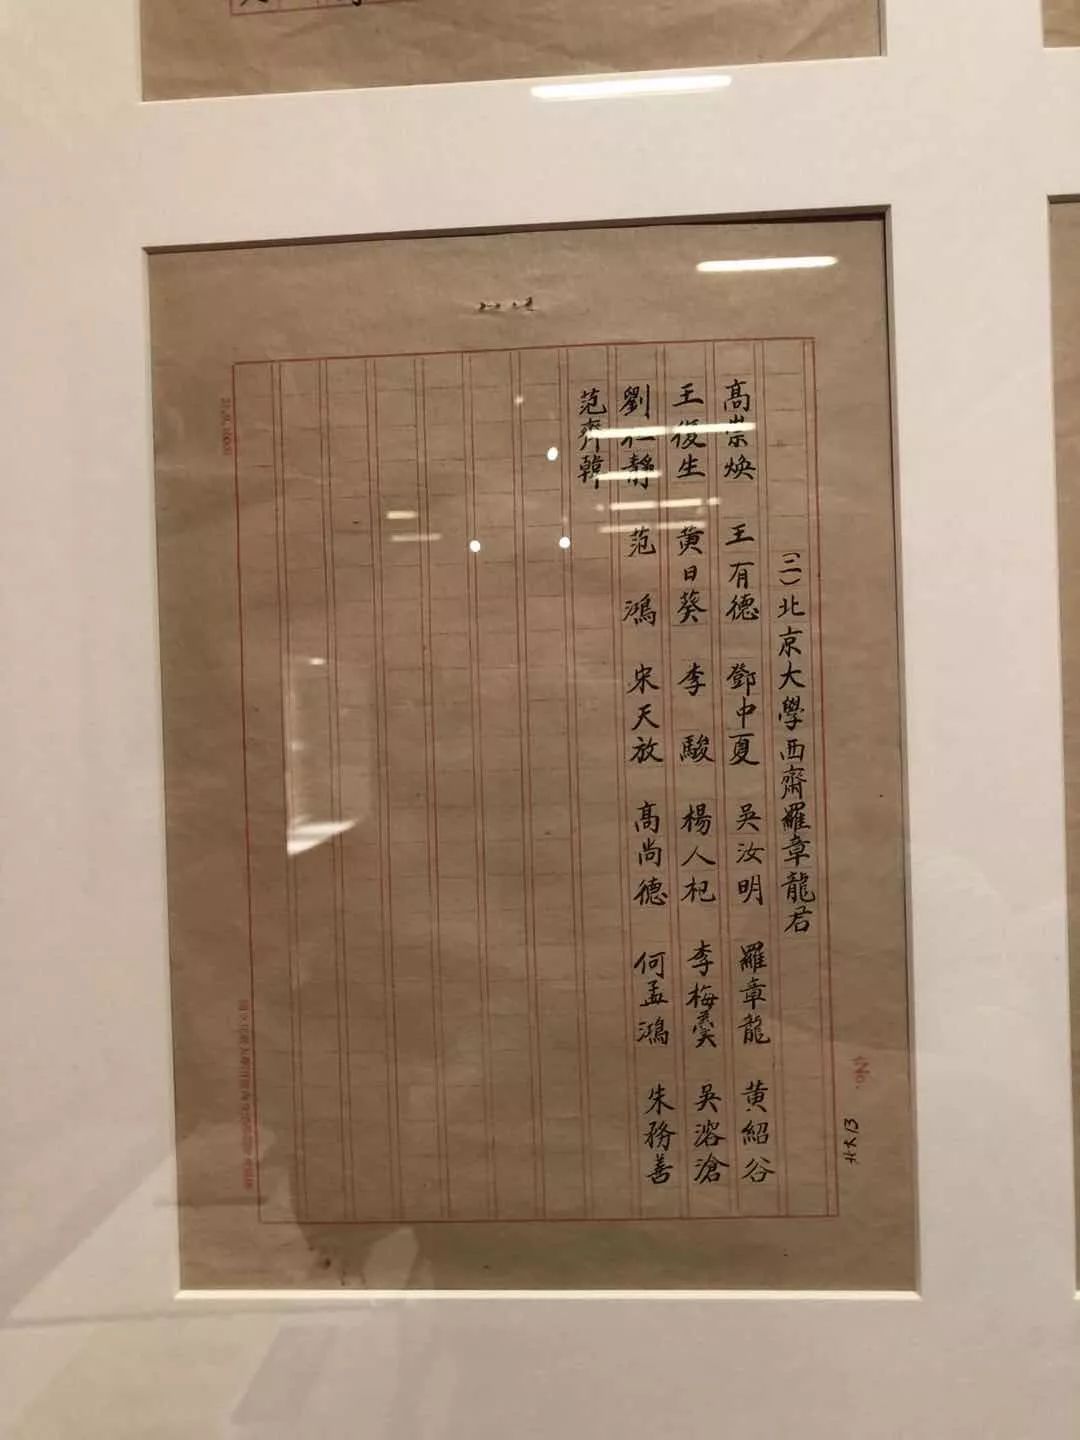 (二)北京大學西齋羅章龍君
高崇煥 王有德 鄧中夏 吳汝明 羅章龍 黃紹谷
王復生 黃日葵 李駿 楊人杞 李梅羹 吳溶滄
劉仁靜 范鴻 宋天放 高尚德 何孟鴻 朱務善
范齊韓
No.
北大13